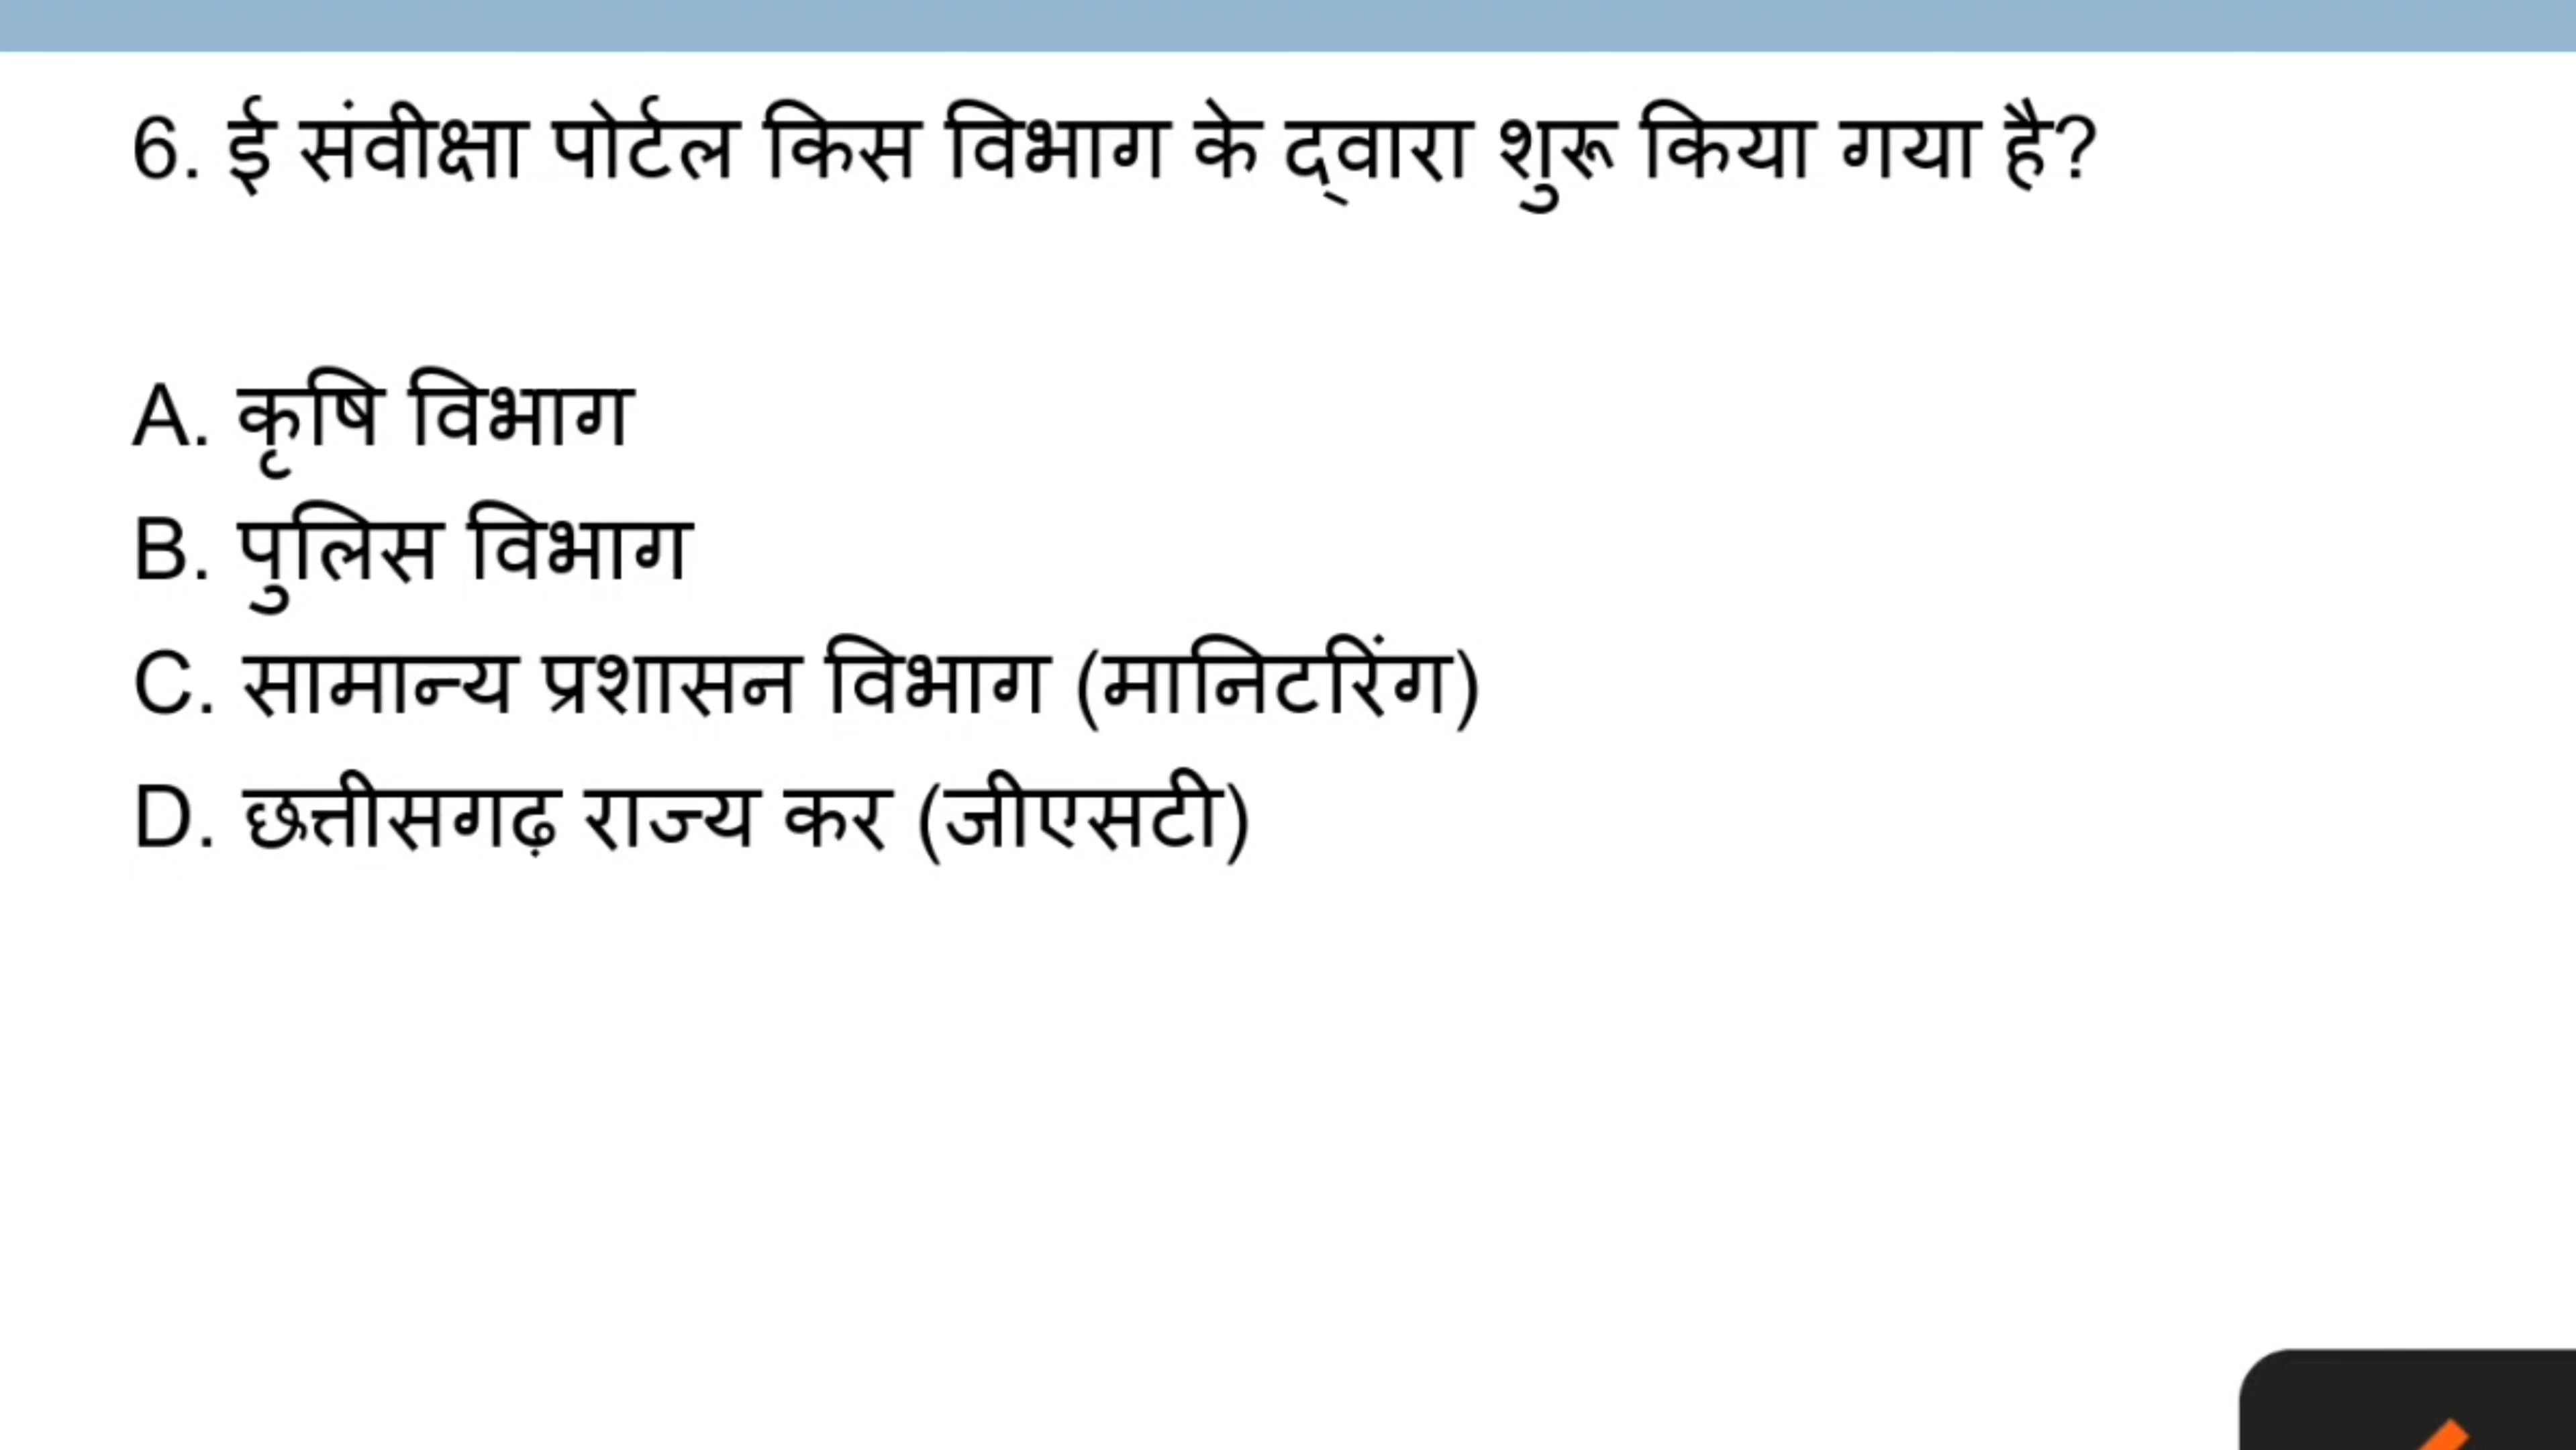 6. ई संवीक्षा पोर्टल किस विभाग के द्वारा शुरू किया गया है?
A. कृषि विभाग
B. पुलिस विभाग
C. सामान्य प्रशासन विभाग (मानिटरिंग)
D. छत्तीसगढ़ राज्य कर (जीएसटी)